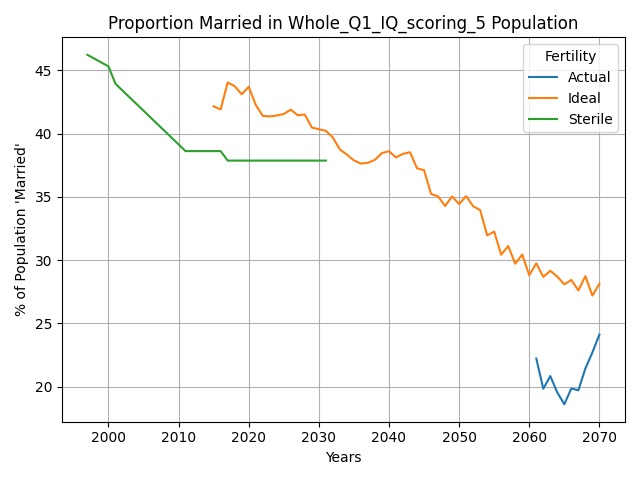 Proportion Married in Whole_Q1_IQ_scoring_5 Population
Fertility
Actual
Ideal
Sterile
% of Population 'Married'
45
40
35
30
25
20
2000 2010 2020 2030 2040 2050 2060 2070
Years